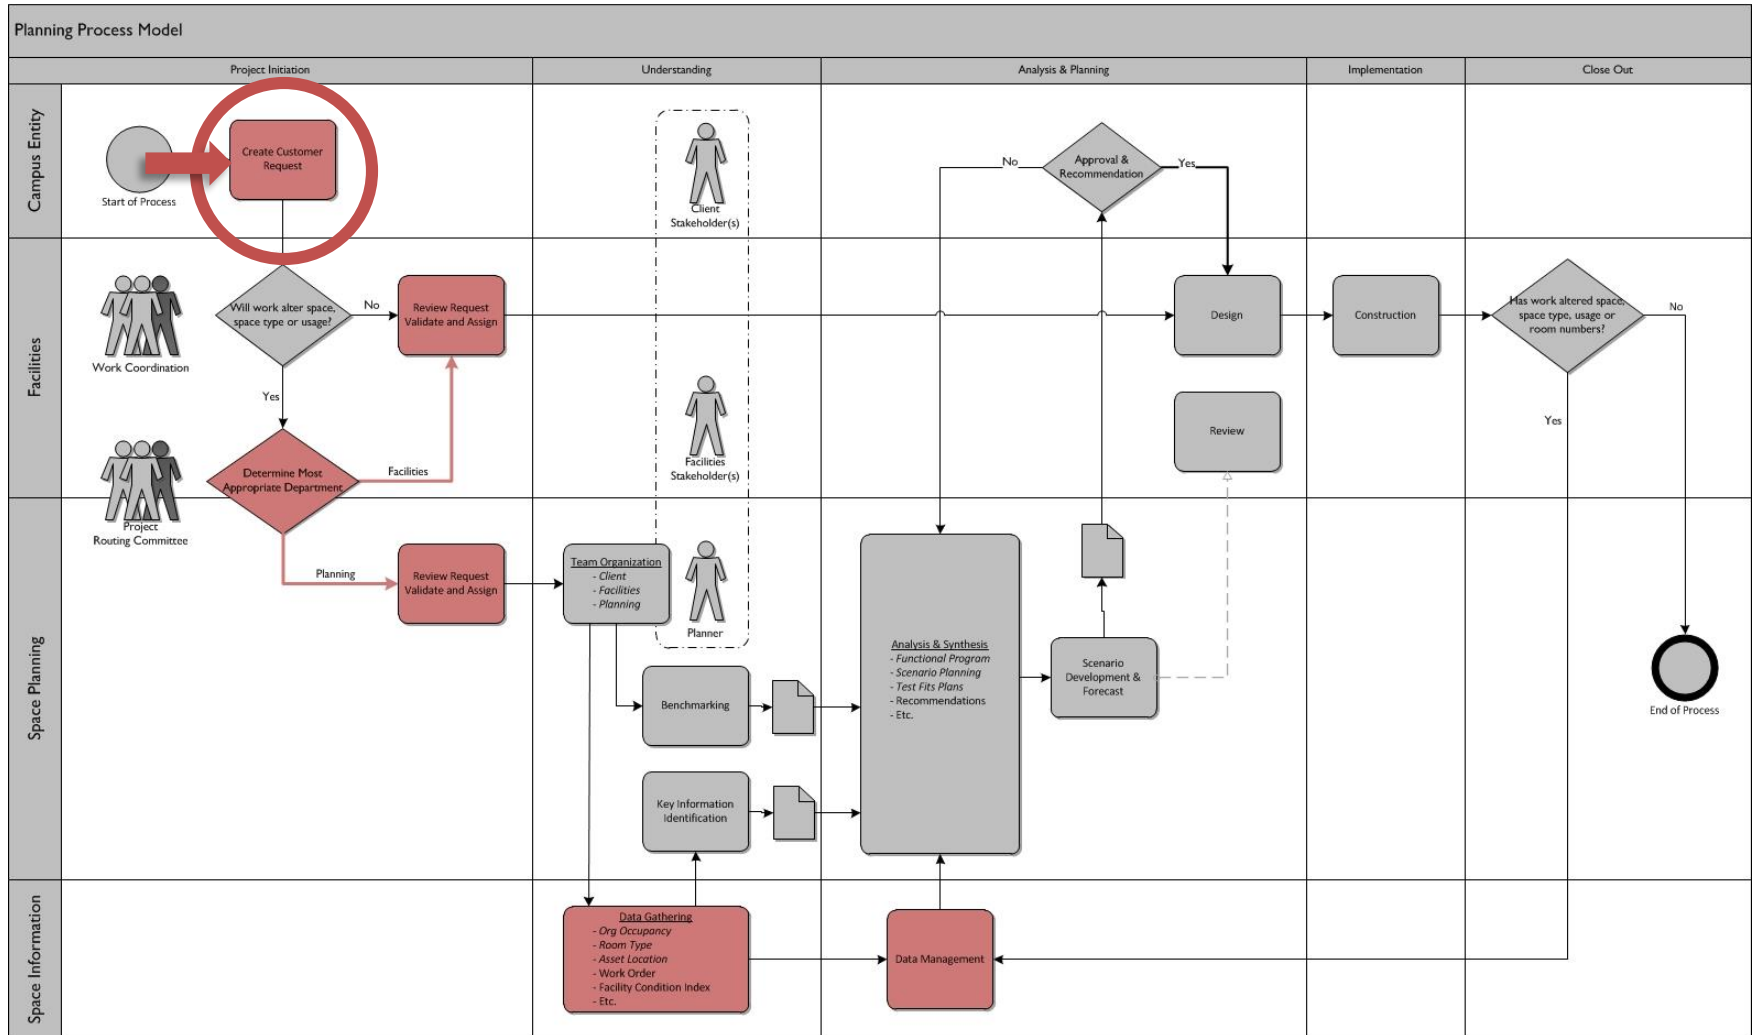 Planning Process Model
Project Initiation
Understanding
Analysis & Planning
Implementation
Close Out
Campus Entity
Start of Process
Create Customer
Request
Client
Stakeholder(s)
No
Approval &
Recommendation
Yes
Facilities
Work Coordination
Will work alter space,
space type or usage?
No
Review Request
Validate and Assign
Design
Construction
Has work altered space,
space type, usage or
room numbers?
No
Yes
Yes
Facilities
Stakeholder(s)
Review
Project
Routing Committee
Determine Most
Appropriate Department
Facilities
Space Planning
Planning
Review Request
Validate and Assign
Team Organization
- Client
- Facilities
- Planning
Planner
Benchmarking
Key Information
Identification
Analysis & Synthesis
- Functional Program
- Scenario Planning
- Test Fits Plans
- Recommendations
- Etc.
Scenario
Development &
Forecast
End of Process
Space Information
Data Gathering
- Org Occupancy
- Room Type
- Asset Location
- Work Order
- Facility Condition Index
- Etc.
Data Management